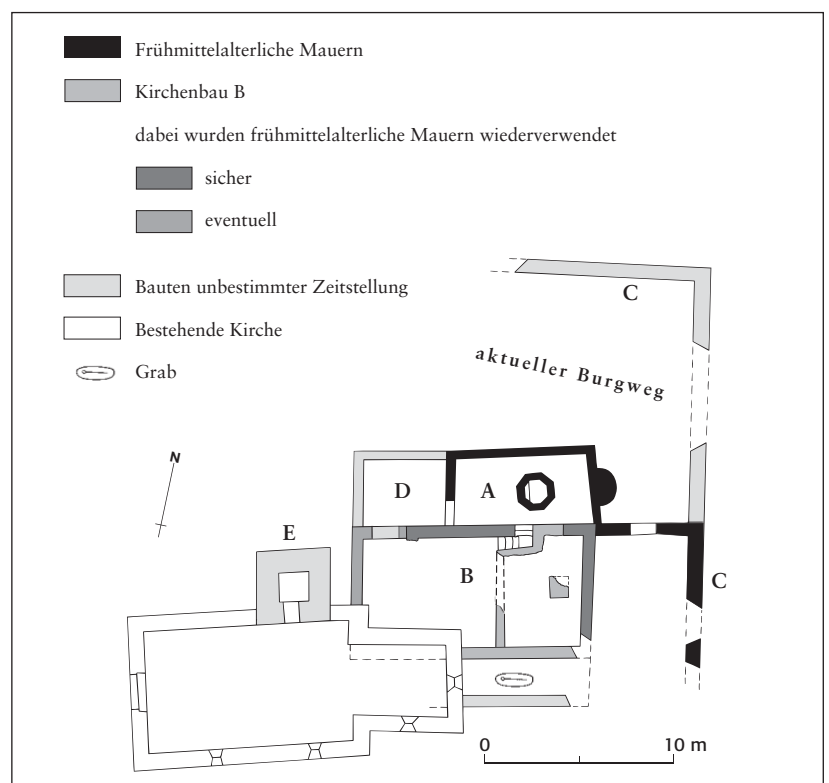 Frühmittelalterliche Mauern
Kirchenbau B
dabei wurden frühmittelalterliche Mauern wiederverwendet
sicher
eventuell
Bauten unbestimmter Zeitstellung
Bestehende Kirche
Grab
C
aktueller Burgweg
N
D
A
E
B
C
0
10 m